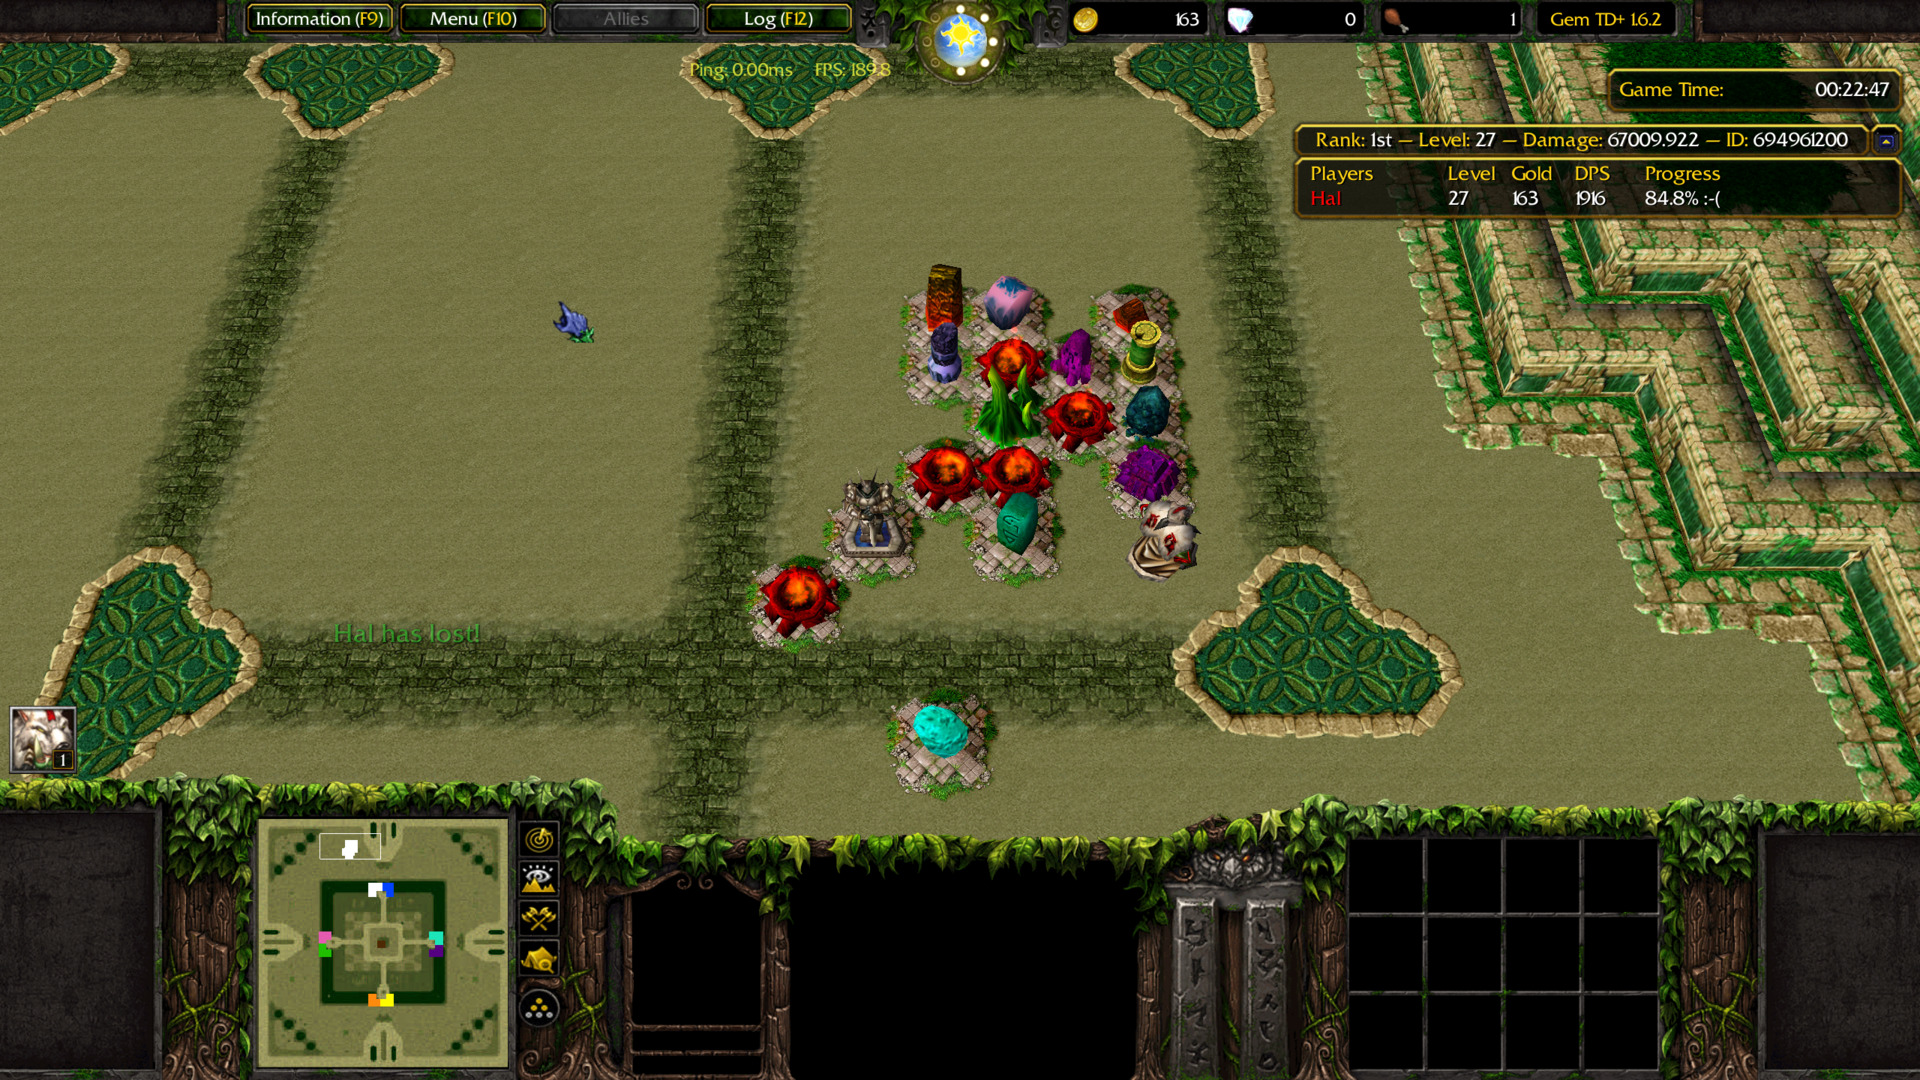 Information (F9) Menu (F10) Allies Log (F12) 163 0 1 Gem TD+ 1.6.2
Ping: 0.00ms FPS: 189.8
Game Time: 00:22:47
Rank: 1st — Level: 27 — Damage: 67009.922 — ID: 694961200
Players Level Gold DPS Progress
Hal 27 163 1916 84.8% :-(
Hal has lost!
1